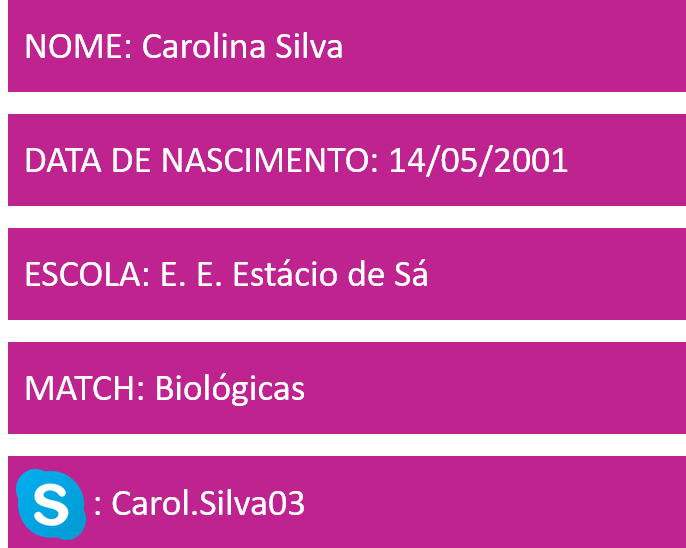 NOME: Carolina Silva
DATA DE NASCIMENTO: 14/05/2001
ESCOLA: E. E. Estácio de Sá
MATCH: Biológicas
S : Carol.Silva03